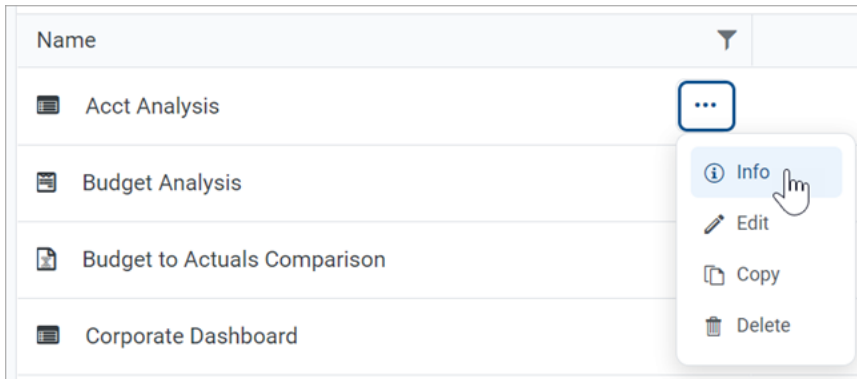 Name
Acct Analysis
Info
Budget Analysis
Edit
Budget to Actuals Comparison
Copy
Delete
Corporate Dashboard